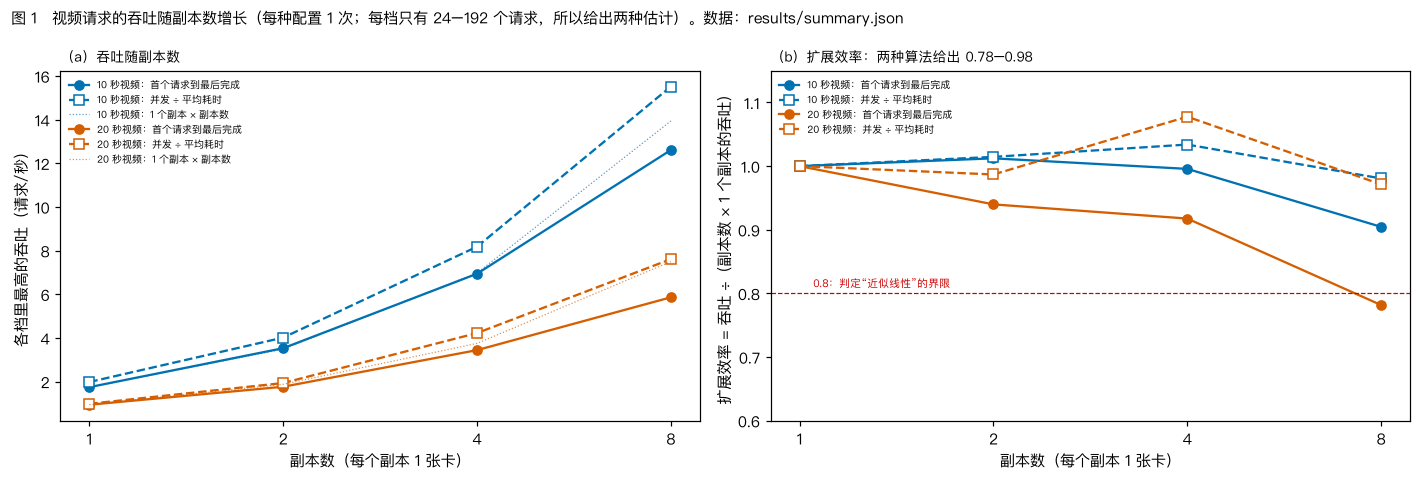 图 1　视频请求的吞吐随副本数增长（每种配置 1 次；每档只有 24—192 个请求，所以给出两种估计）。数据：results/summary.json
（a）吞吐随副本数
10 秒视频：首个请求到最后完成
10 秒视频：并发 ÷ 平均耗时
10 秒视频：1 个副本 × 副本数
20 秒视频：首个请求到最后完成
20 秒视频：并发 ÷ 平均耗时
20 秒视频：1 个副本 × 副本数
各档里最高的吞吐（请求/秒）
16
14
12
10
8
6
4
2
1
2
4
8
副本数（每个副本 1 张卡）
（b）扩展效率：两种算法给出 0.78—0.98
10 秒视频：首个请求到最后完成
10 秒视频：并发 ÷ 平均耗时
20 秒视频：首个请求到最后完成
20 秒视频：并发 ÷ 平均耗时
0.8：判定“近似线性”的界限
扩展效率 = 吞吐 ÷（副本数 × 1 个副本的吞吐）
1.1
1.0
0.9
0.8
0.7
0.6
1
2
4
8
副本数（每个副本 1 张卡）